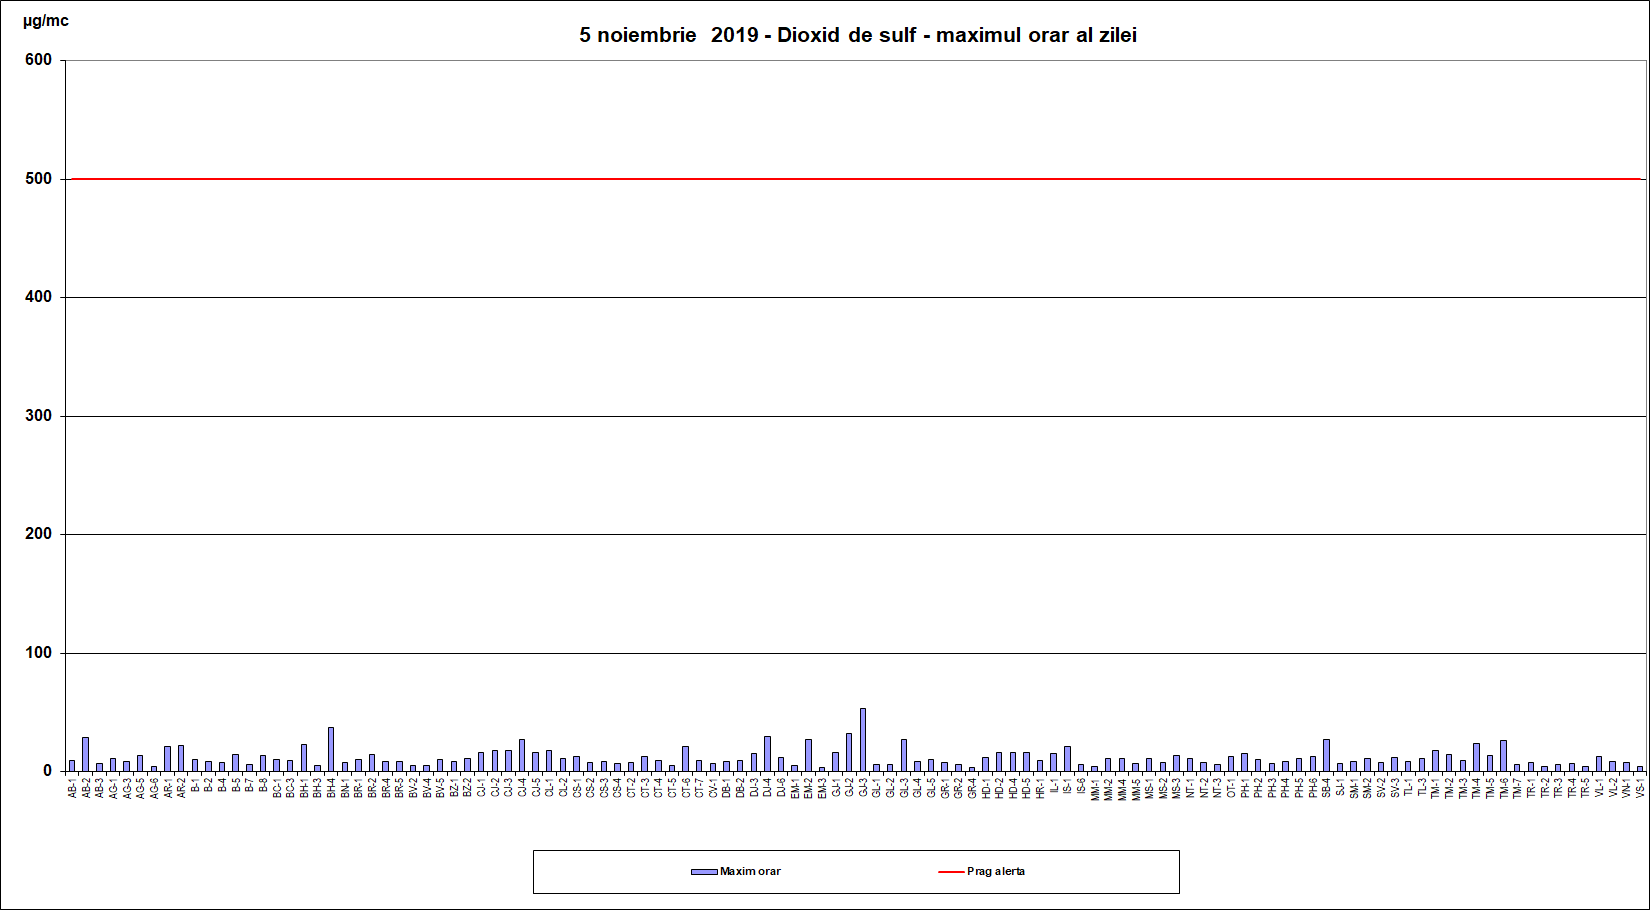 µg/mc
5 noiembrie 2019 - Dioxid de sulf - maximul orar al zilei
600
500
400
300
200
100
0
AB-1 AB-2 AB-3 AG-1 AG-3 AG-5 AG-6 AR-1 AR-2 B-1 B-2 B-4 B-5 B-7 B-8 BC-1 BC-3 BH-1 BH-3 BH-4 BN-1 BR-1 BR-2 BR-4 BR-5 BV-2 BV-4 BV-5 BZ-1 BZ-2 CJ-1 CJ-2 CJ-3 CJ-4 CJ-5 CL-1 CL-2 CS-1 CS-2 CS-3 CS-4 CT-2 CT-3 CT-4 CT-5 CT-6 CT-7 CV-1 DB-1 DB-2 DJ-3 DJ-4 DJ-6 EM-1 EM-2 EM-3 GJ-1 GJ-2 GJ-3 GL-1 GL-2 GL-3 GL-4 GL-5 GR-1 GR-2 GR-4 HD-1 HD-2 HD-4 HD-5 HR-1 IL-1 IS-1 IS-6 MM-1 MM-2 MM-4 MM-5 MS-1 MS-2 MS-3 NT-1 NT-2 NT-3 OT-1 PH-1 PH-2 PH-3 PH-4 PH-5 PH-6 SB-4 SJ-1 SM-1 SM-2 SV-2 SV-3 TL-1 TL-3 TM-1 TM-2 TM-3 TM-4 TM-5 TM-6 TM-7 TR-1 TR-2 TR-3 TR-4 TR-5 VL-1 VL-2 VN-1 VS-1
Maxim orar Prag alerta